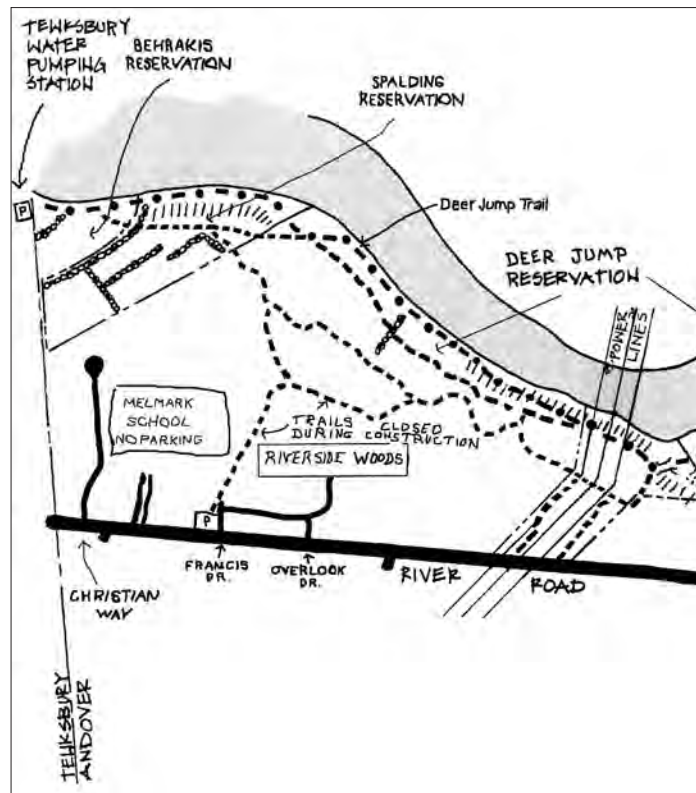 TEWKSBURY
WATER
PUMPING
STATION
BEHRAKIS
RESERVATION
SPALDING
RESERVATION
P
Deer Jump Trail
DEER JUMP
RESERVATION
POWER
LINES
MELMARK
SCHOOL
NO PARKING
TRAILS CLOSED
DURING CONSTRUCTION
RIVERSIDE WOODS
P
FRANCIS
DR.
OVERLOOK
DR.
RIVER ROAD
CHRISTIAN
WAY
TEWKSBURY
ANDOVER